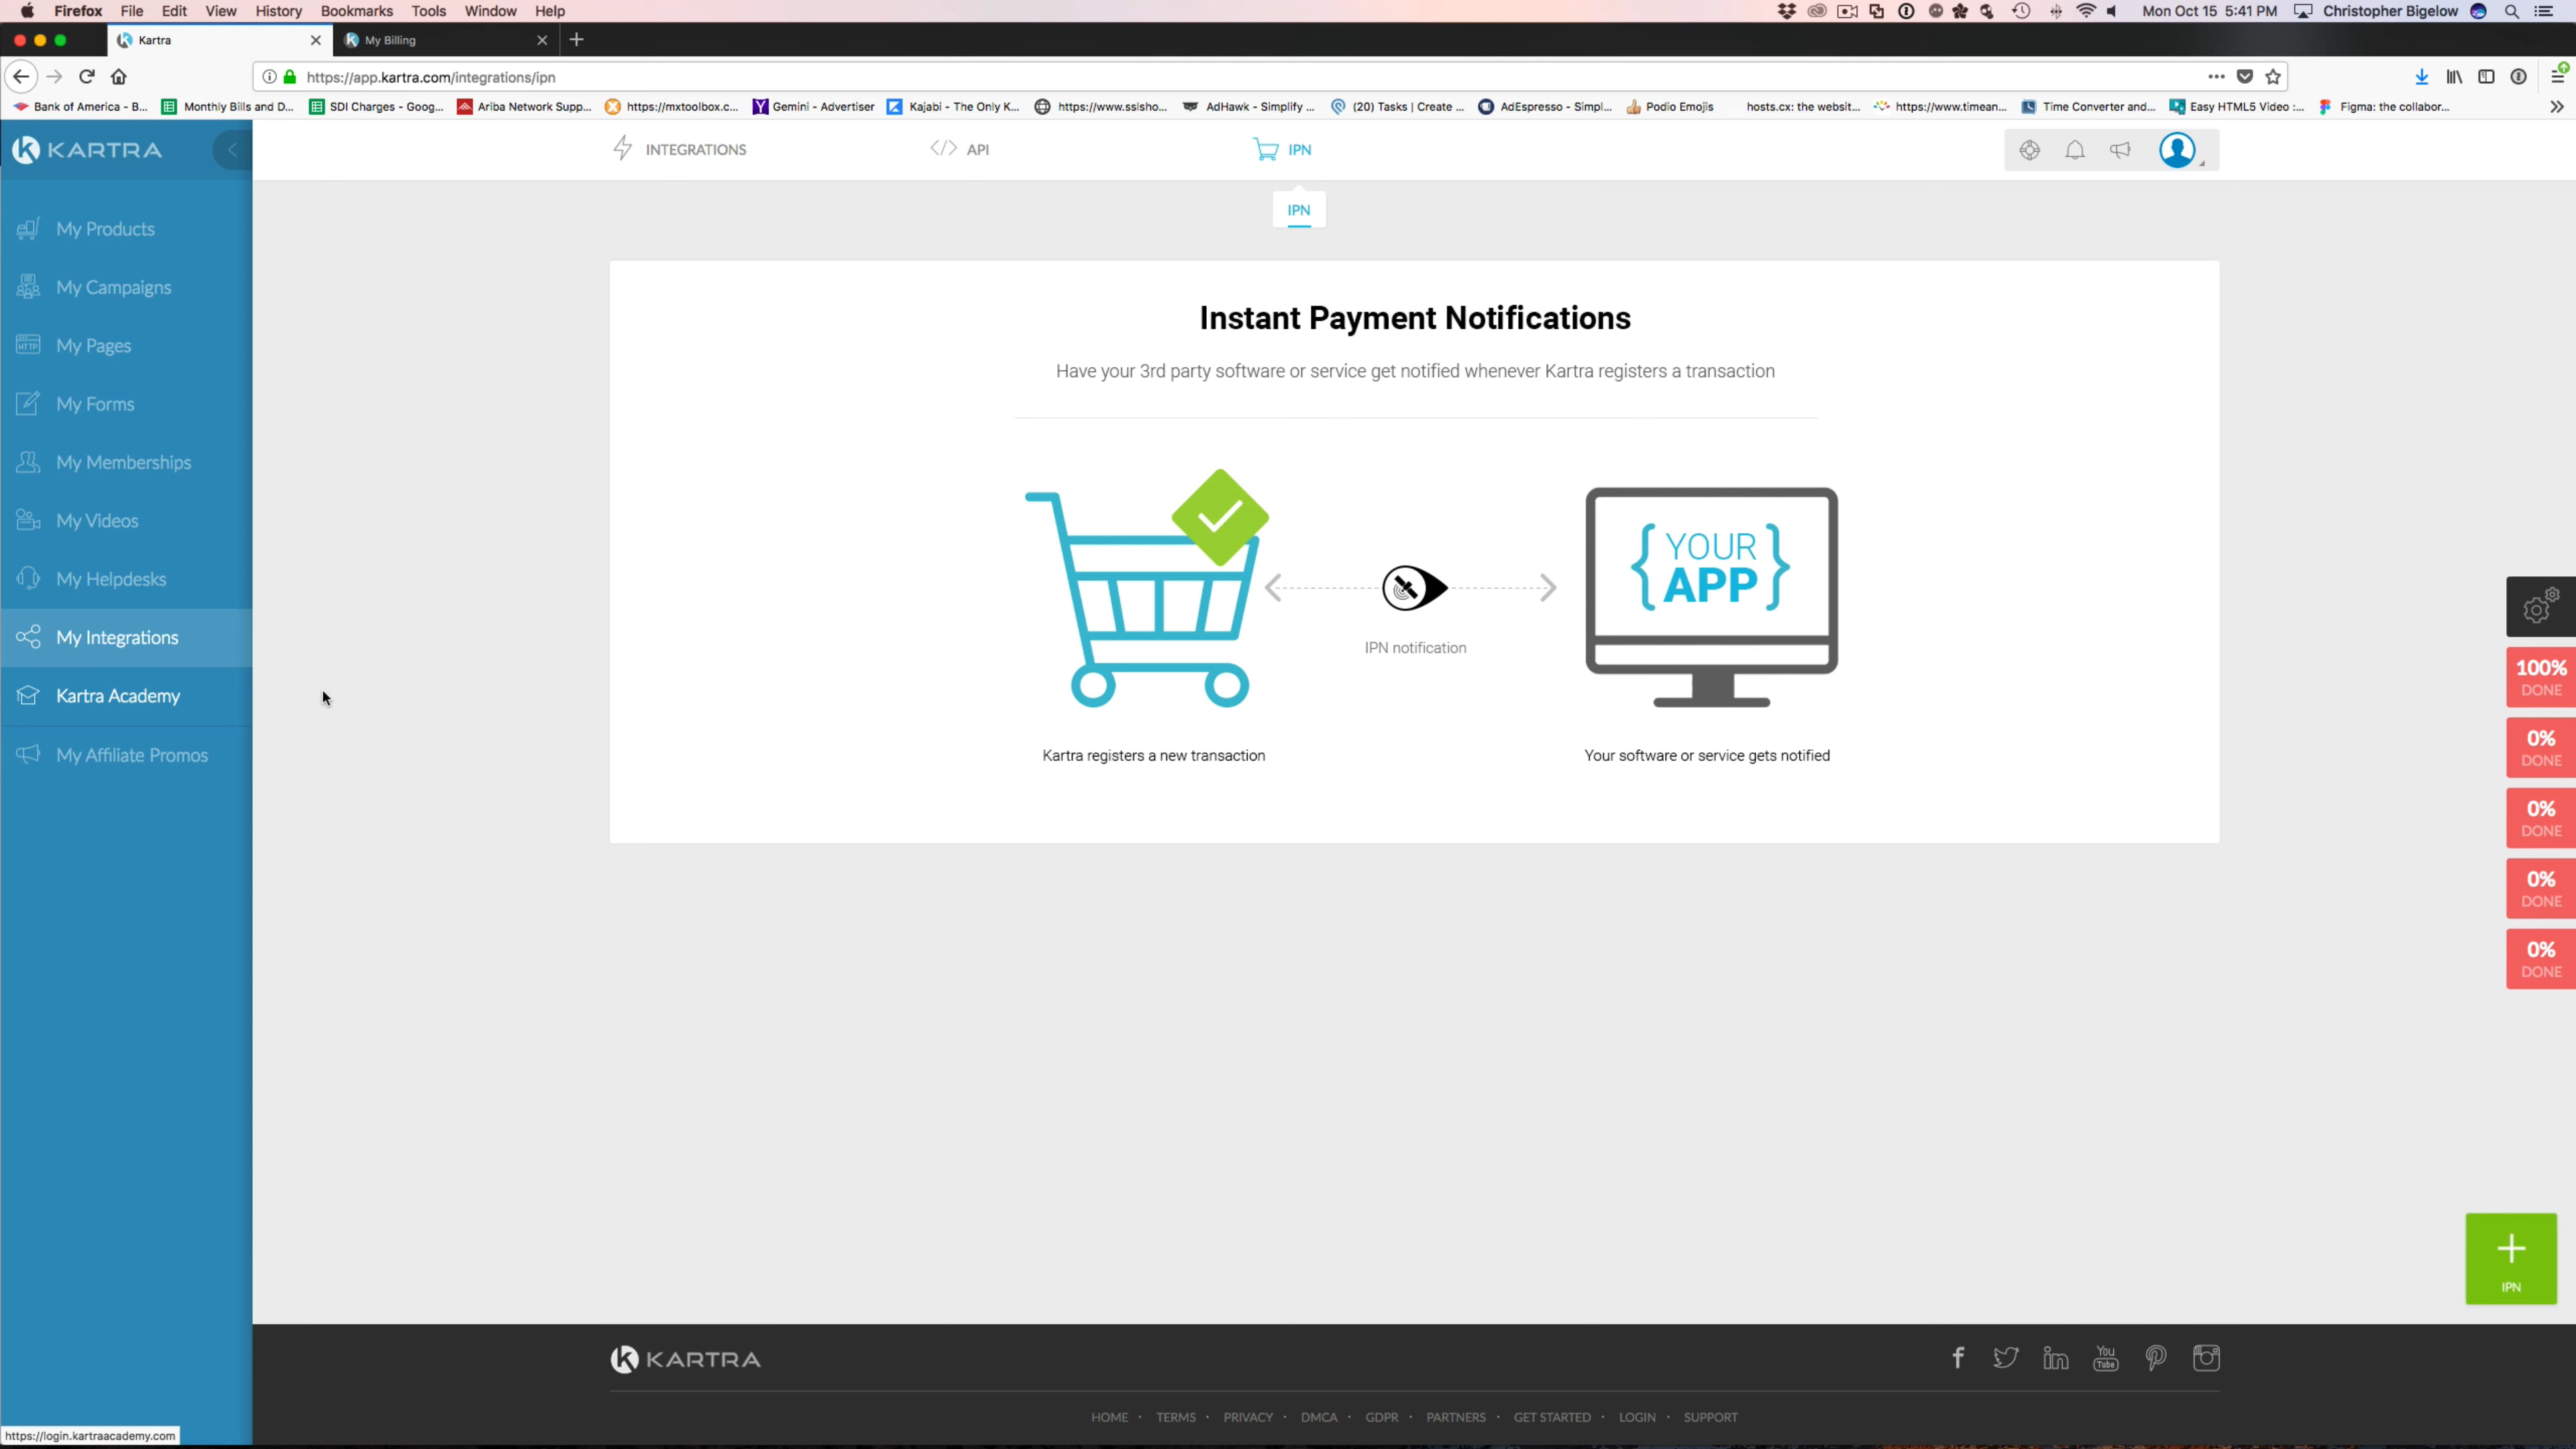 Firefox File Edit View History Bookmarks Tools Window Help Mon Oct 15 5:41 PM Christopher Bigelow
Kartra My Billing
https://app.kartra.com/integrations/ipn
Bank of America - B... Monthly Bills and D... SDI Charges - Goog... Ariba Network Supp... https://mxtoolbox.c... Gemini - Advertiser Kajabi - The Only K... https://www.sslsho... AdHawk - Simplify ... (20) Tasks | Create ... AdEspresso - Simpl... Podio Emojis hosts.cx: the websit... https://www.timean... Time Converter and... Easy HTML5 Video :... Figma: the collabor...
KARTRA
INTEGRATIONS </> API IPN
IPN
My Products
My Campaigns
HTTP My Pages
My Forms
My Memberships
My Videos
My Helpdesks
My Integrations
Kartra Academy
My Affiliate Promos
Instant Payment Notifications
Have your 3rd party software or service get notified whenever Kartra registers a transaction
{ YOUR
APP }
IPN notification
Kartra registers a new transaction
Your software or service gets notified
100%
DONE
0%
DONE
0%
DONE
0%
DONE
0%
DONE
+
IPN
KARTRA
f in You
Tube
HOME · TERMS · PRIVACY · DMCA · GDPR · PARTNERS · GET STARTED · LOGIN · SUPPORT
https://login.kartraacademy.com